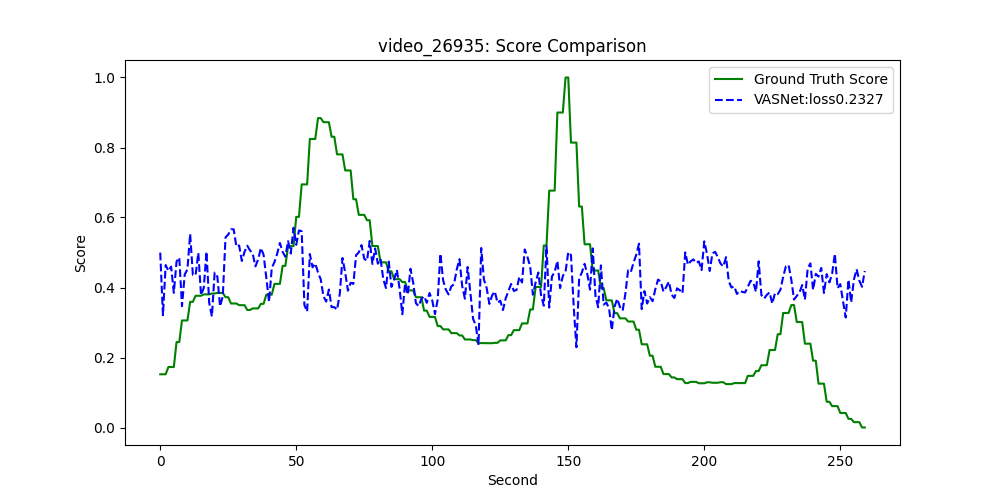 video_26935: Score Comparison
Ground Truth Score
VASNet:loss0.2327
Score
1.0
0.8
0.6
0.4
0.2
0.0
0 50 100 150 200 250
Second